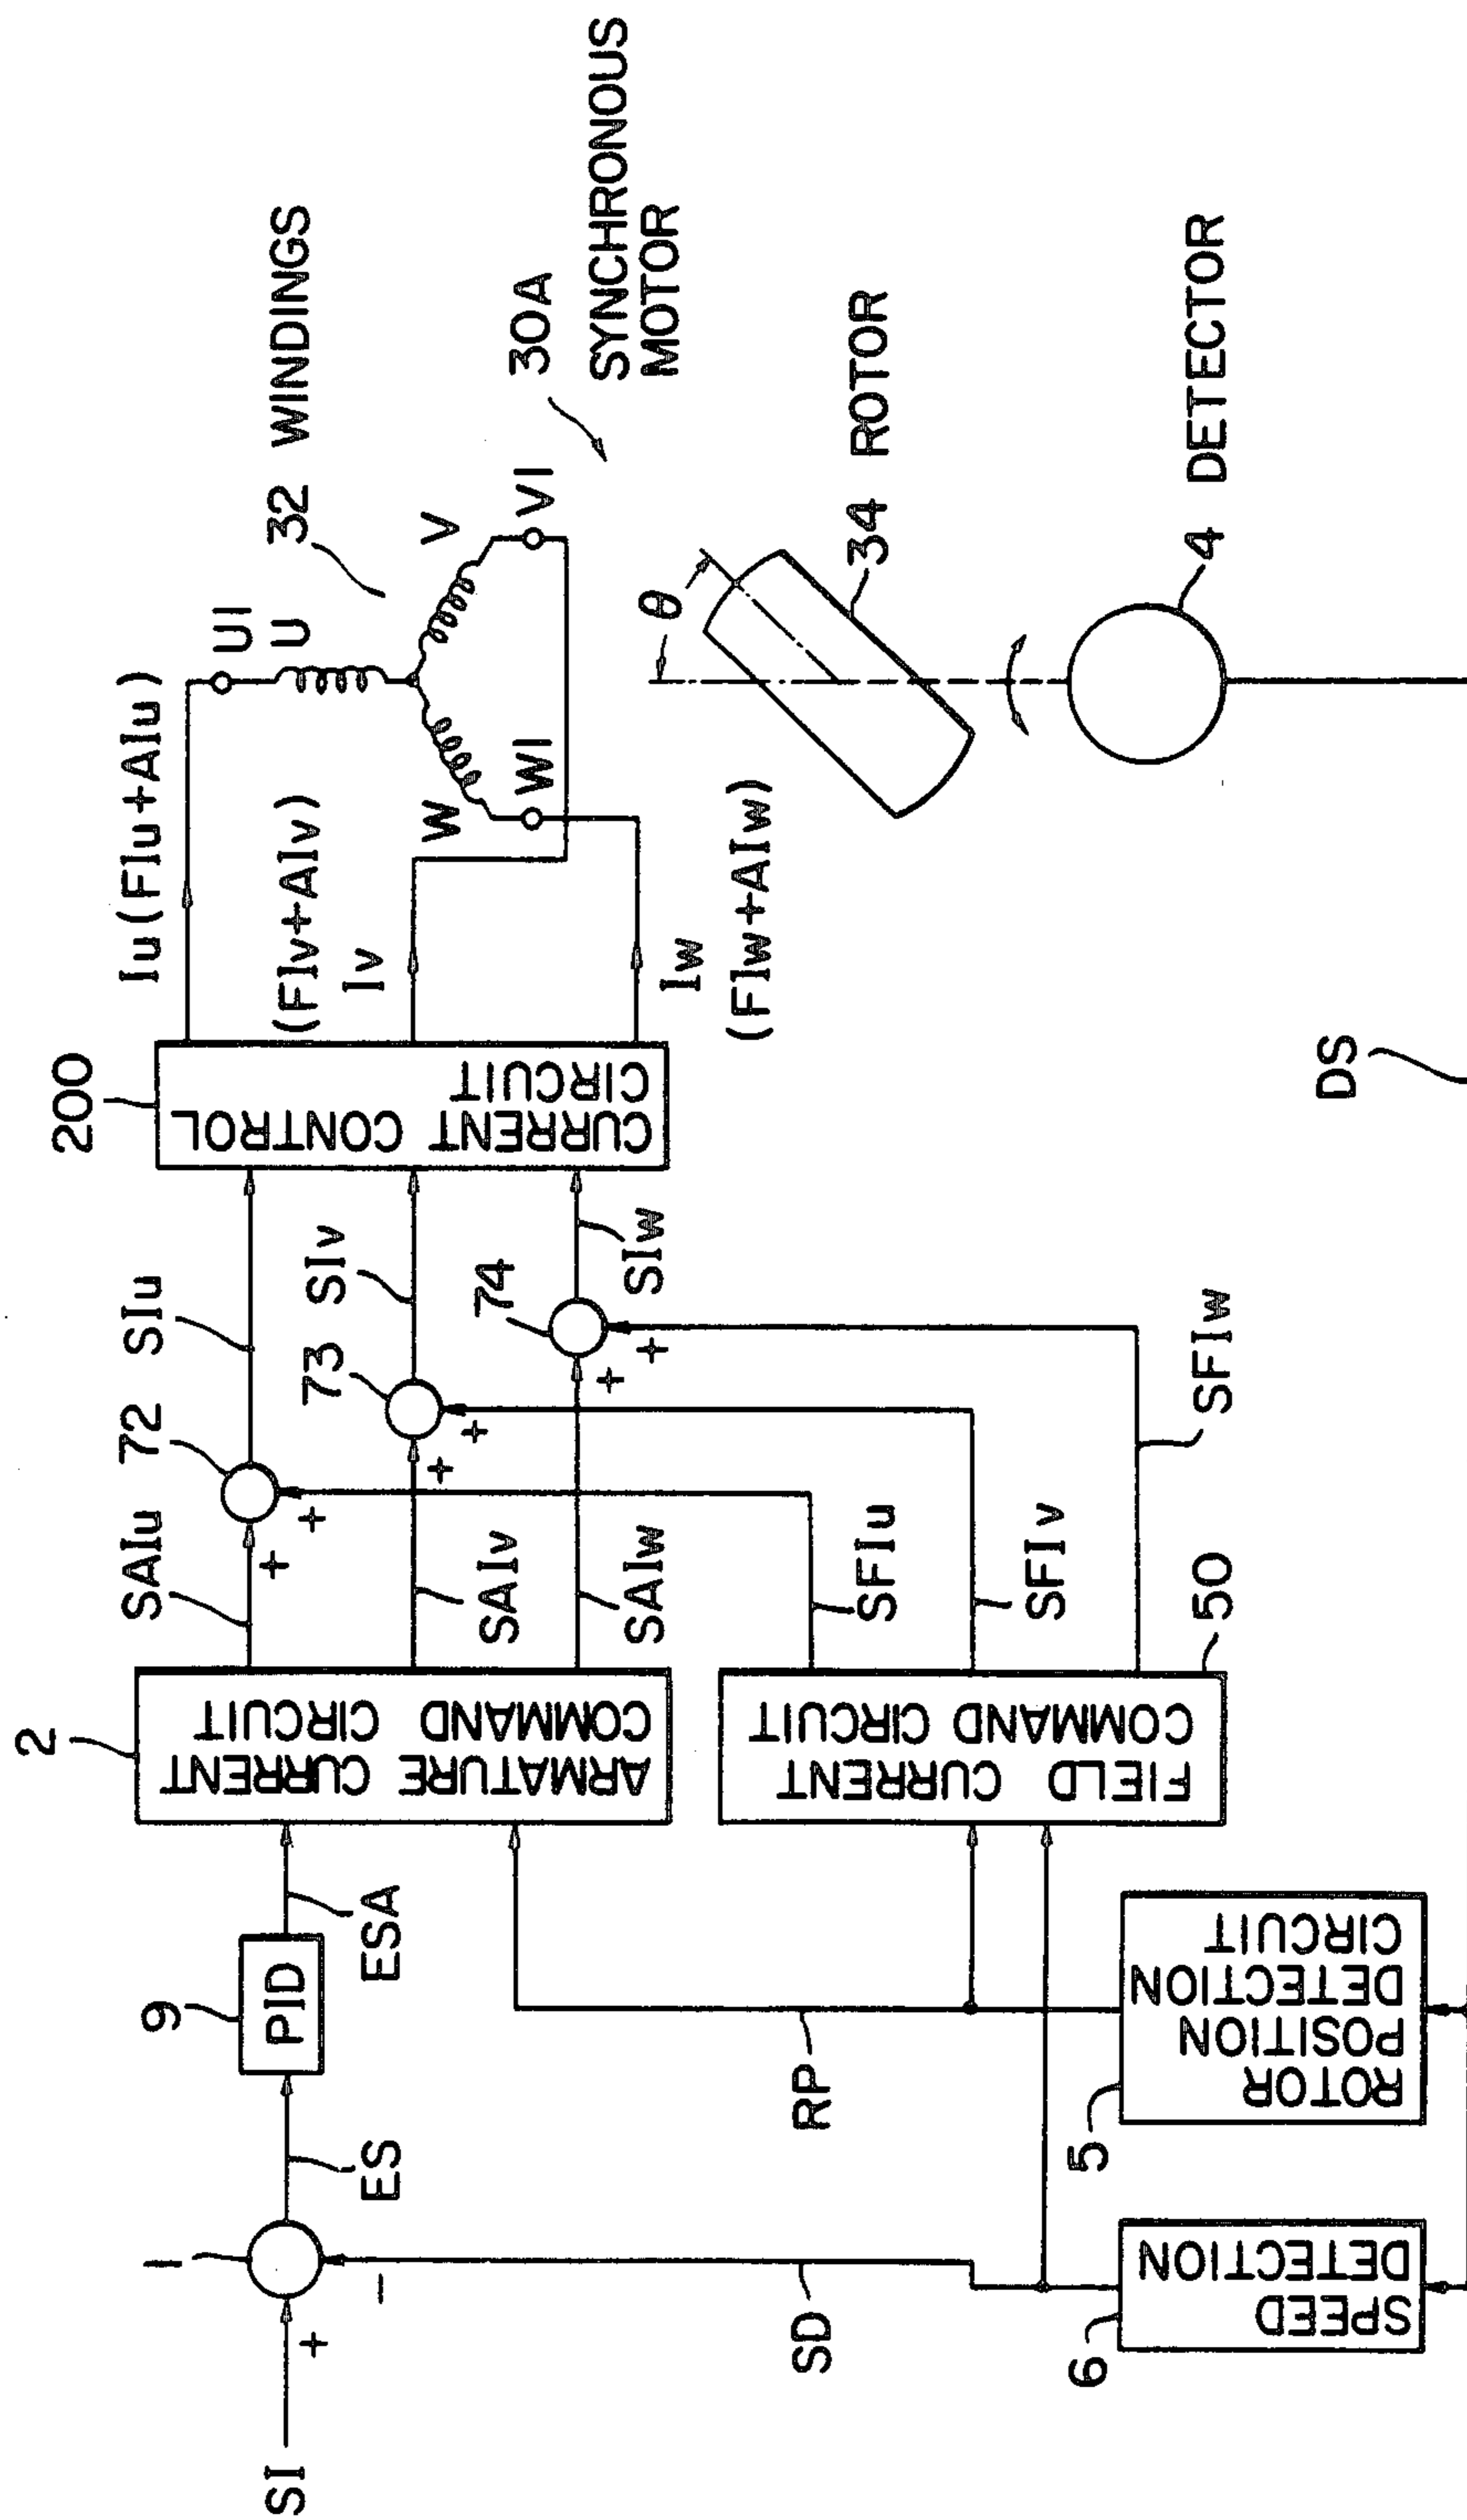 SI
+
-
1
ES
9
PID
ESA
2
ARMATURE CURRENT
COMMAND CIRCUIT
SAIu
SAIv
SAIw
72
+
+
73
+
+
74
+
+
SIu
SIv
SIw
200
CURRENT CONTROL
CIRCUIT
Iu(FIu+AIu)
(FIv+AIv)
Iv
Iw
(FIw+AIw)
UI
U
32 WINDINGS
V
VI
W
WI
30A
SYNCHRONOUS
MOTOR
θ
34 ROTOR
4 DETECTOR
SD
RP
FIELD CURRENT
COMMAND CIRCUIT
50
SFIu
SFIv
SFIw
6
SPEED
DETECTION
5
ROTOR
POSITION
DETECTION
CIRCUIT
DS